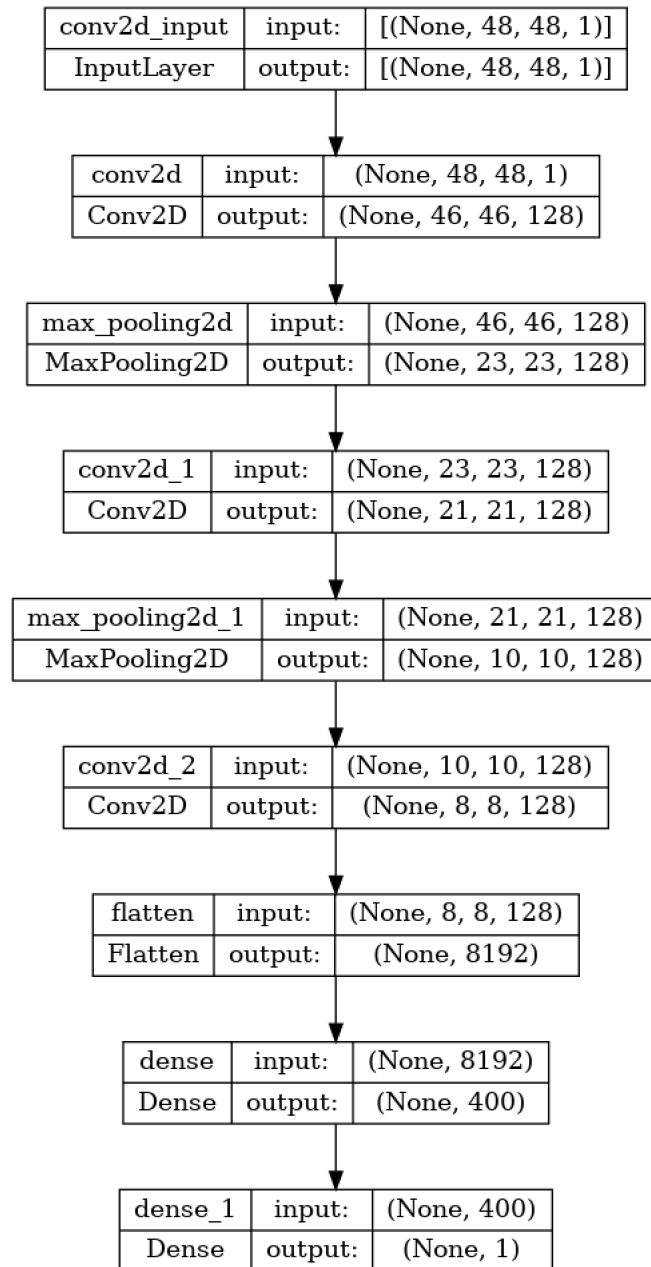 conv2d_input input: [(None, 48, 48, 1)]
InputLayer output: [(None, 48, 48, 1)]
conv2d input: (None, 48, 48, 1)
Conv2D output: (None, 46, 46, 128)
max_pooling2d input: (None, 46, 46, 128)
MaxPooling2D output: (None, 23, 23, 128)
conv2d_1 input: (None, 23, 23, 128)
Conv2D output: (None, 21, 21, 128)
max_pooling2d_1 input: (None, 21, 21, 128)
MaxPooling2D output: (None, 10, 10, 128)
conv2d_2 input: (None, 10, 10, 128)
Conv2D output: (None, 8, 8, 128)
flatten input: (None, 8, 8, 128)
Flatten output: (None, 8192)
dense input: (None, 8192)
Dense output: (None, 400)
dense_1 input: (None, 400)
Dense output: (None, 1)